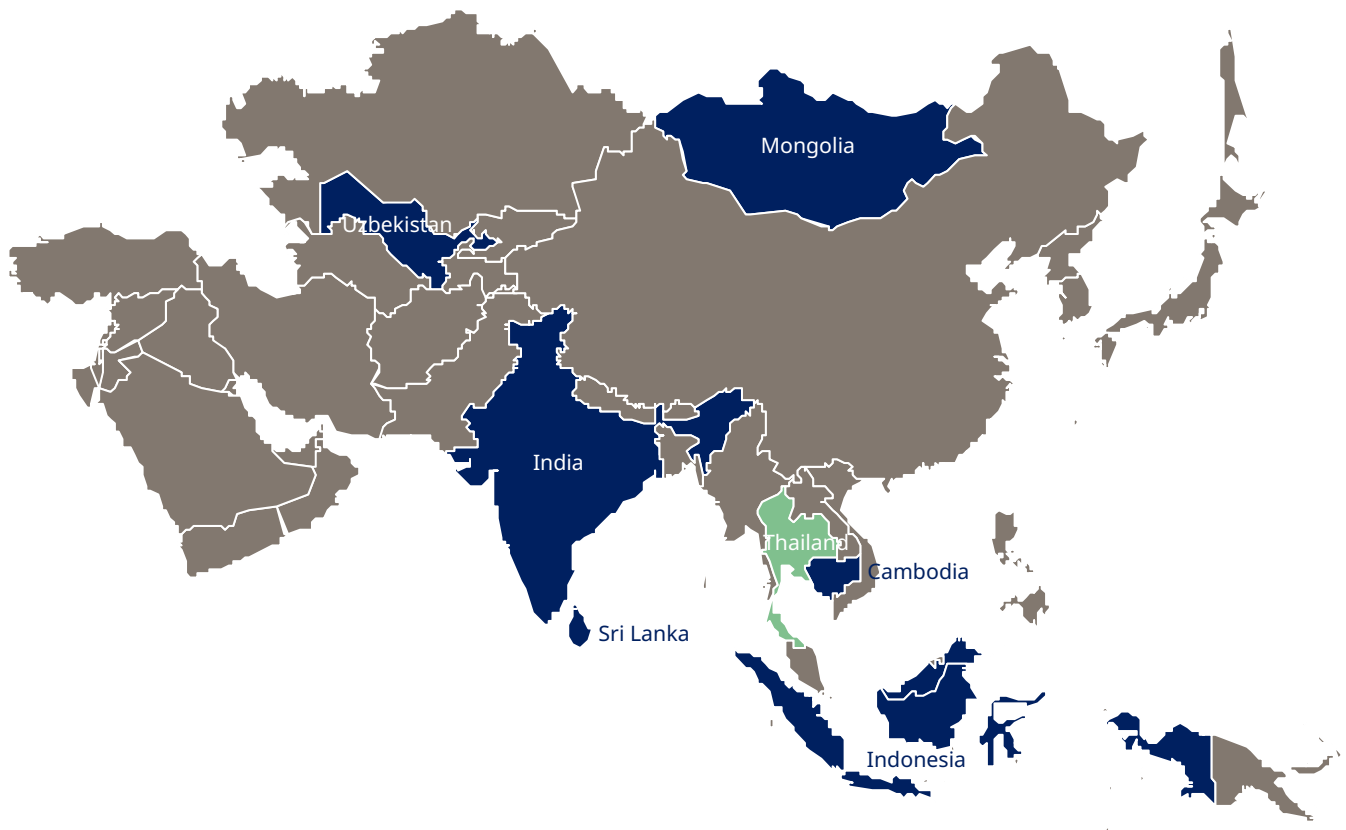 Mongolia
Uzbekistan
India
Thailand
Cambodia
Sri Lanka
Indonesia